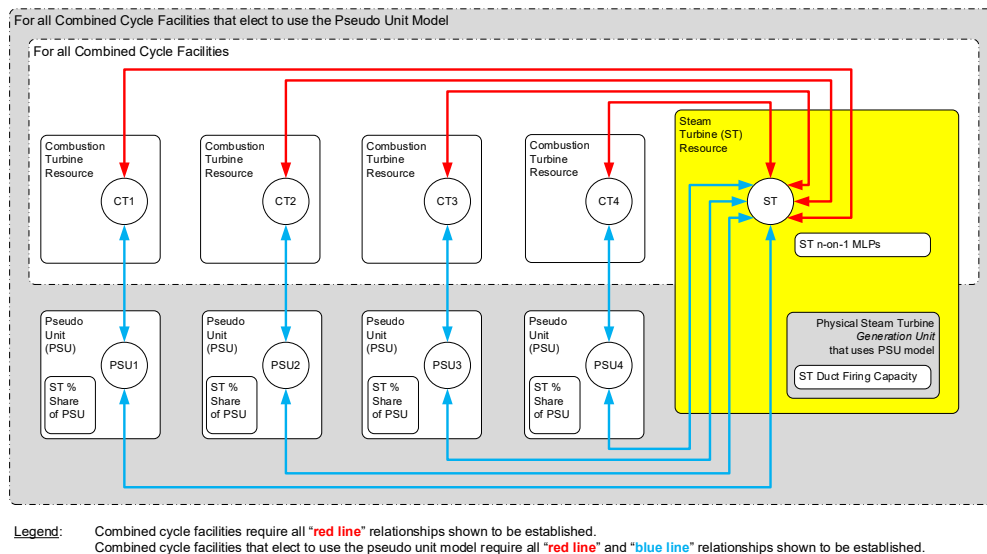 For all Combined Cycle Facilities that elect to use the Pseudo Unit Model
For all Combined Cycle Facilities
Combustion
Turbine
Resource
CT1
Combustion
Turbine
Resource
CT2
Combustion
Turbine
Resource
CT3
Combustion
Turbine
Resource
CT4
Steam
Turbine (ST)
Resource
ST
ST n-on-1 MLPs
Pseudo
Unit
(PSU)
PSU1
ST %
Share
of PSU
Pseudo
Unit
(PSU)
PSU2
ST %
Share
of PSU
Pseudo
Unit
(PSU)
PSU3
ST %
Share
of PSU
Pseudo
Unit
(PSU)
PSU4
ST %
Share
of PSU
Physical Steam Turbine
Generation Unit
that uses PSU model
ST Duct Firing Capacity
Legend: Combined cycle facilities require all “red line” relationships shown to be established.
Combined cycle facilities that elect to use the pseudo unit model require all “red line” and “blue line” relationships shown to be established.